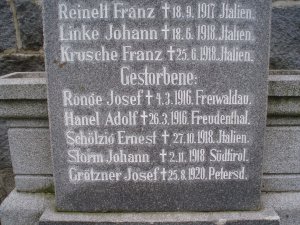 Reinelt Franz † 18.9.1917 Italien.
Linke Johann † 18.6.1918. Italien.
Krusche Franz † 25.6.1918. Italien.
Gestorbene:
Ronge Josef † 4.3.1916. Freiwaldau.
Hanel Adolf † 26.3.1916. Freudenthal.
Schölzig Ernest † 27.10.1918. Italien.
Storm Johann † 2.11.1918 Südtirol.
Grötzner Josef † 25.8.1920. Petersd.